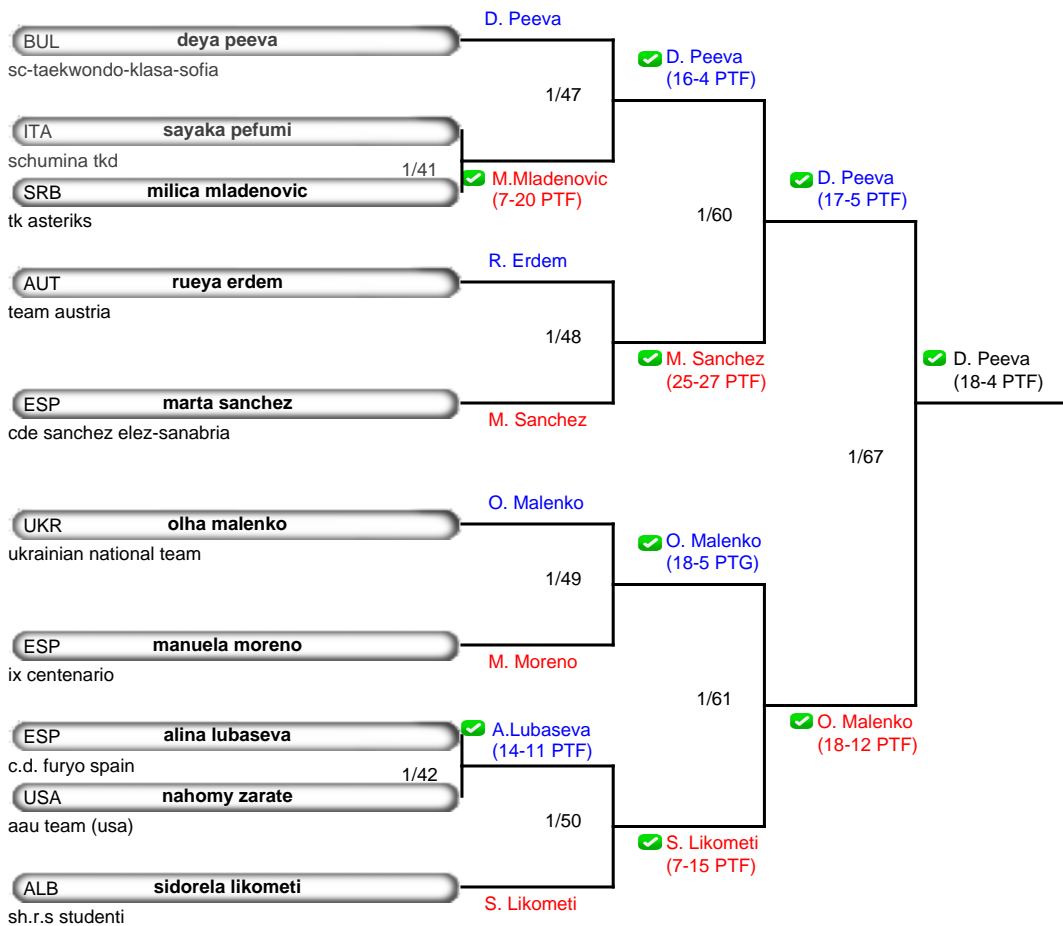 D. Peeva
BUL deya peeva
sc-taekwondo-klasa-sofia
D. Peeva
(16-4 PTF)
1/47
ITA sayaka pefumi
schumina tkd
1/41
SRB milica mladenovic
tk asteriks
M.Mladenovic
(7-20 PTF)
D. Peeva
(17-5 PTF)
1/60
R. Erdem
AUT rueya erdem
team austria
1/48
M. Sanchez
(25-27 PTF)
ESP marta sanchez
cde sanchez elez-sanabria
M. Sanchez
D. Peeva
(18-4 PTF)
1/67
O. Malenko
UKR olha malenko
ukrainian national team
O. Malenko
(18-5 PTG)
1/49
ESP manuela moreno
ix centenario
M. Moreno
1/61
O. Malenko
(18-12 PTF)
ESP alina lubaseva
c.d. furyo spain
A.Lubaseva
(14-11 PTF)
1/42
USA nahomy zarate
aau team (usa)
1/50
S. Likometi
(7-15 PTF)
ALB sidorela likometi
sh.r.s studenti
S. Likometi